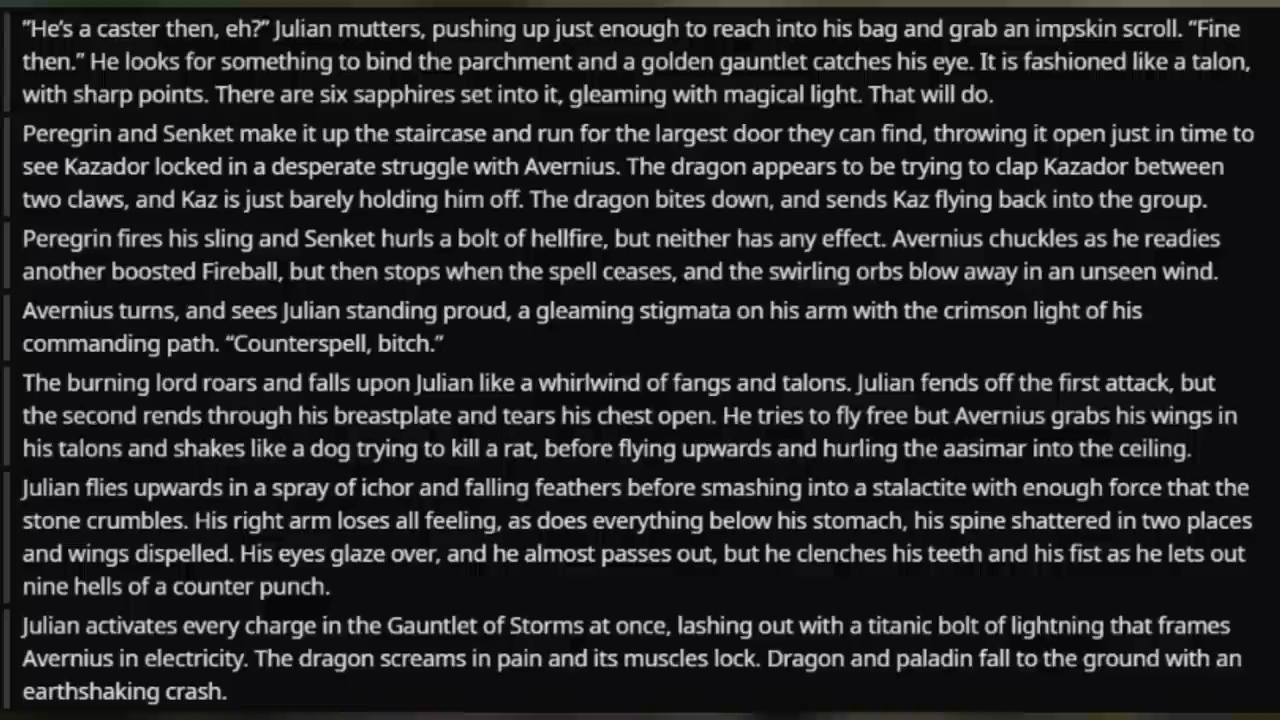 “He’s a caster then, eh?” Julian mutters, pushing up just enough to reach into his bag and grab an impskin scroll. “Fine
then.” He looks for something to bind the parchment and a golden gauntlet catches his eye. It is fashioned like a talon,
with sharp points. There are six sapphires set into it, gleaming with magical light. That will do.
Peregrin and Senket make it up the staircase and run for the largest door they can find, throwing it open just in time to
see Kazador locked in a desperate struggle with Avernius. The dragon appears to be trying to clap Kazador between
two claws, and Kaz is just barely holding him off. The dragon bites down, and sends Kaz flying back into the group.
Peregrin fires his sling and Senket hurls a bolt of hellfire, but neither has any effect. Avernius chuckles as he readies
another boosted Fireball, but then stops when the spell ceases, and the swirling orbs blow away in an unseen wind.
Avernius turns, and sees Julian standing proud, a gleaming stigmata on his arm with the crimson light of his
commanding path. “Counterspell, bitch.”
The burning lord roars and falls upon Julian like a whirlwind of fangs and talons. Julian fends off the first attack, but
the second rends through his breastplate and tears his chest open. He tries to fly free but Avernius grabs his wings in
his talons and shakes like a dog trying to kill a rat, before flying upwards and hurling the aasimar into the ceiling.
Julian flies upwards in a spray of ichor and falling feathers before smashing into a stalactite with enough force that the
stone crumbles. His right arm loses all feeling, as does everything below his stomach, his spine shattered in two places
and wings dispelled. His eyes glaze over, and he almost passes out, but he clenches his teeth and his fist as he lets out
nine hells of a counter punch.
Julian activates every charge in the Gauntlet of Storms at once, lashing out with a titanic bolt of lightning that frames
Avernius in electricity. The dragon screams in pain and its muscles lock. Dragon and paladin fall to the ground with an
earthshaking crash.